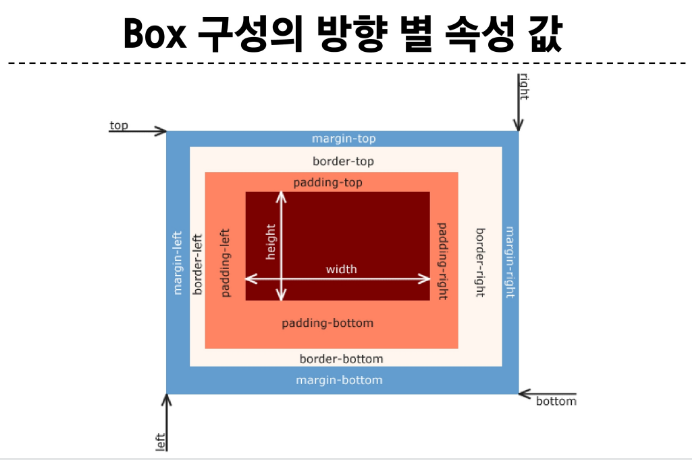 Box 구성의 방향 별 속성 값
right
top
margin-top
border-top
padding-top
margin-left
border-left
padding-left
height
width
padding-right
border-right
margin-right
padding-bottom
border-bottom
margin-bottom
bottom
left